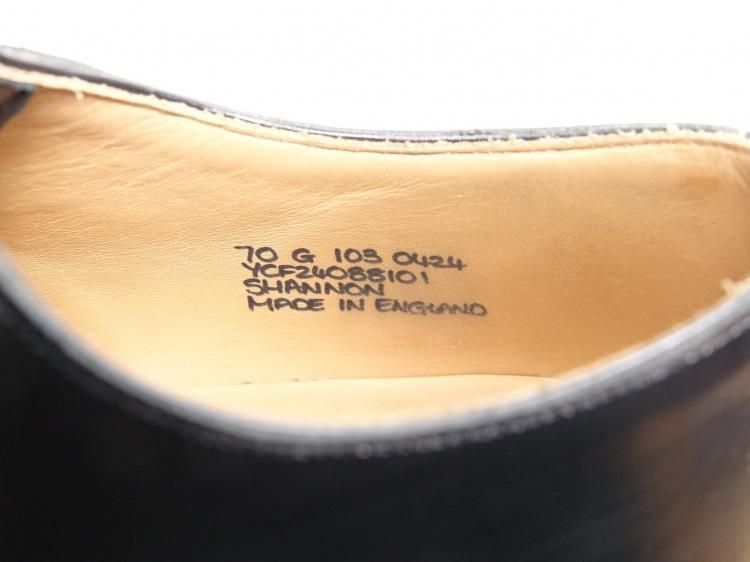 70 G 103 0424
YCF24088101
SHANNON
MADE IN ENGLAND